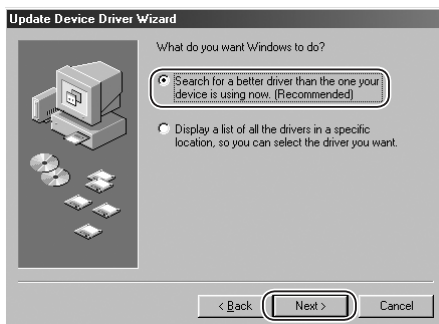 Update Device Driver Wizard
What do you want Windows to do?
Search for a better driver than the one your
device is using now. (Recommended)
Display a list of all the drivers in a specific
location, so you can select the driver you want.
< Back
Next >
Cancel